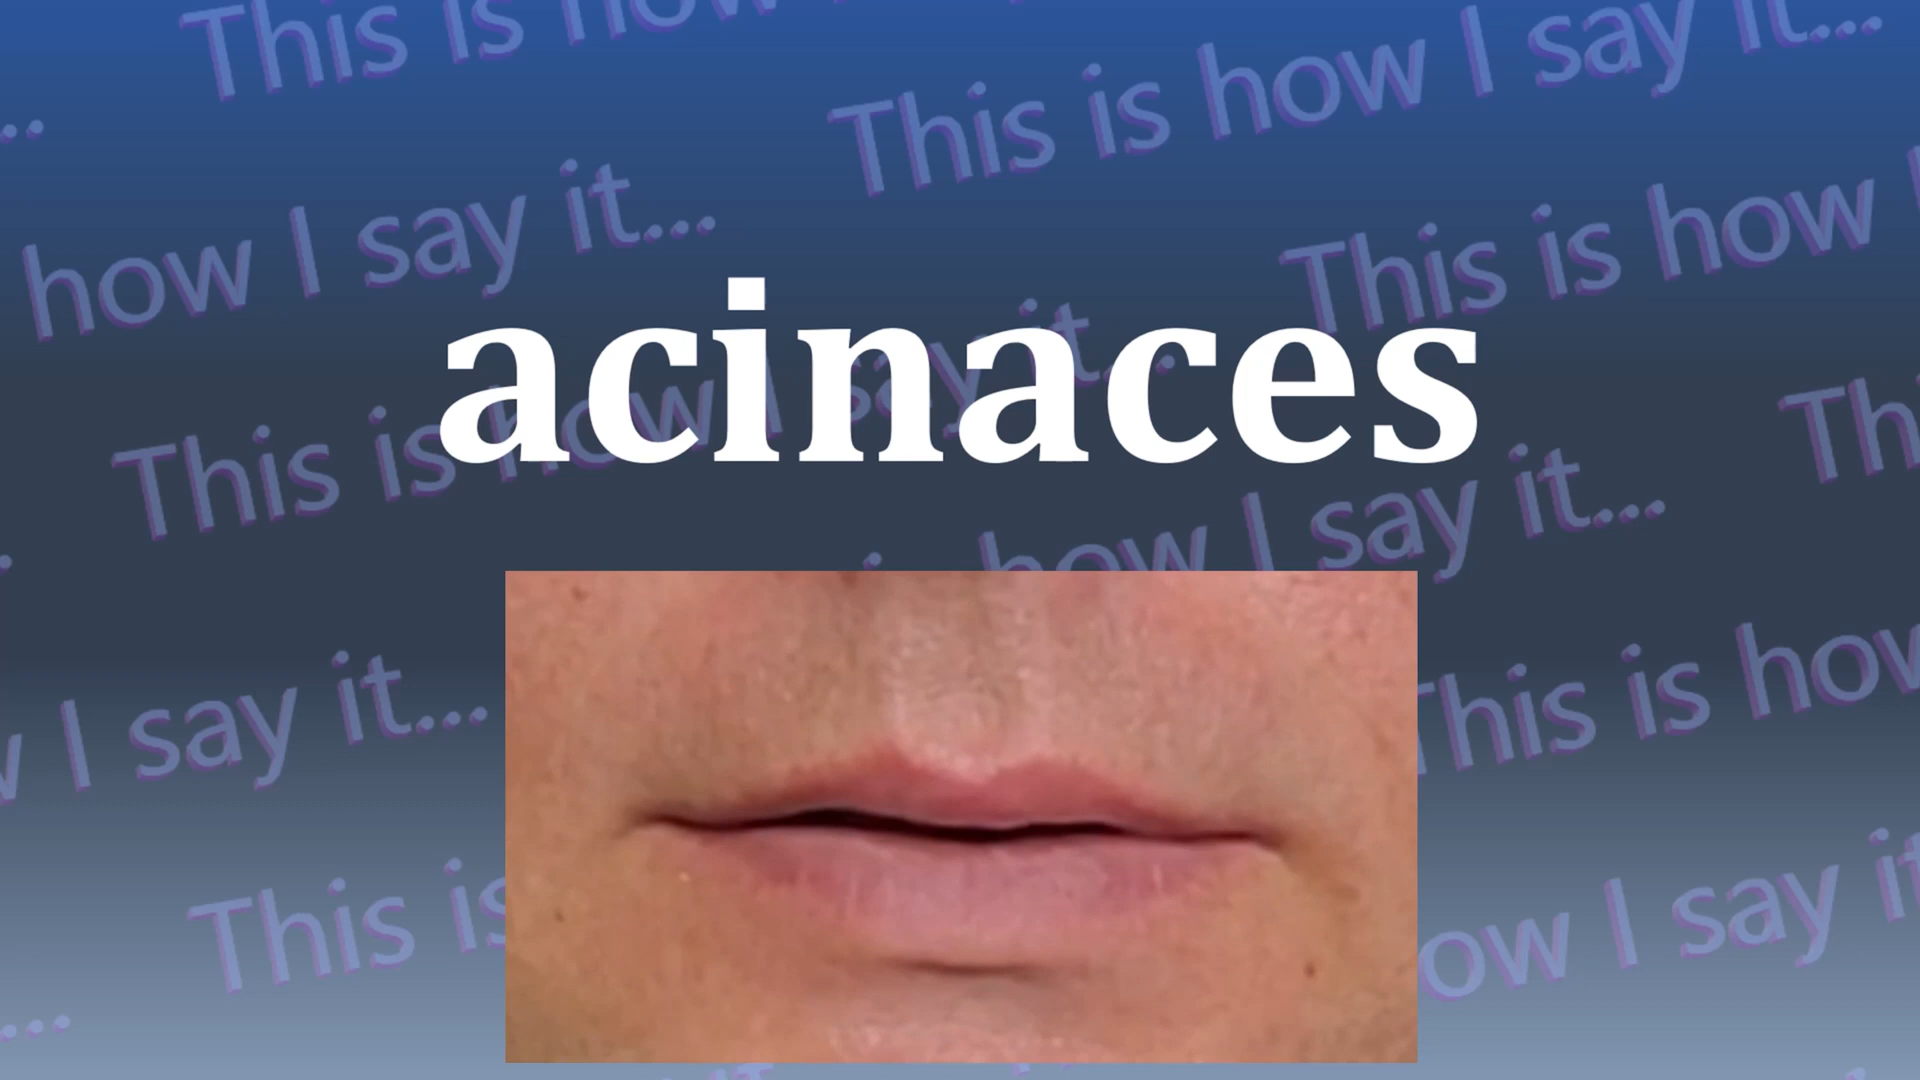 This is how
This is how I say it...
how I say it...
This is how
acinaces
This is how I say it...
Th
how I say it...
This is how
I say it...
This is
ow I say it